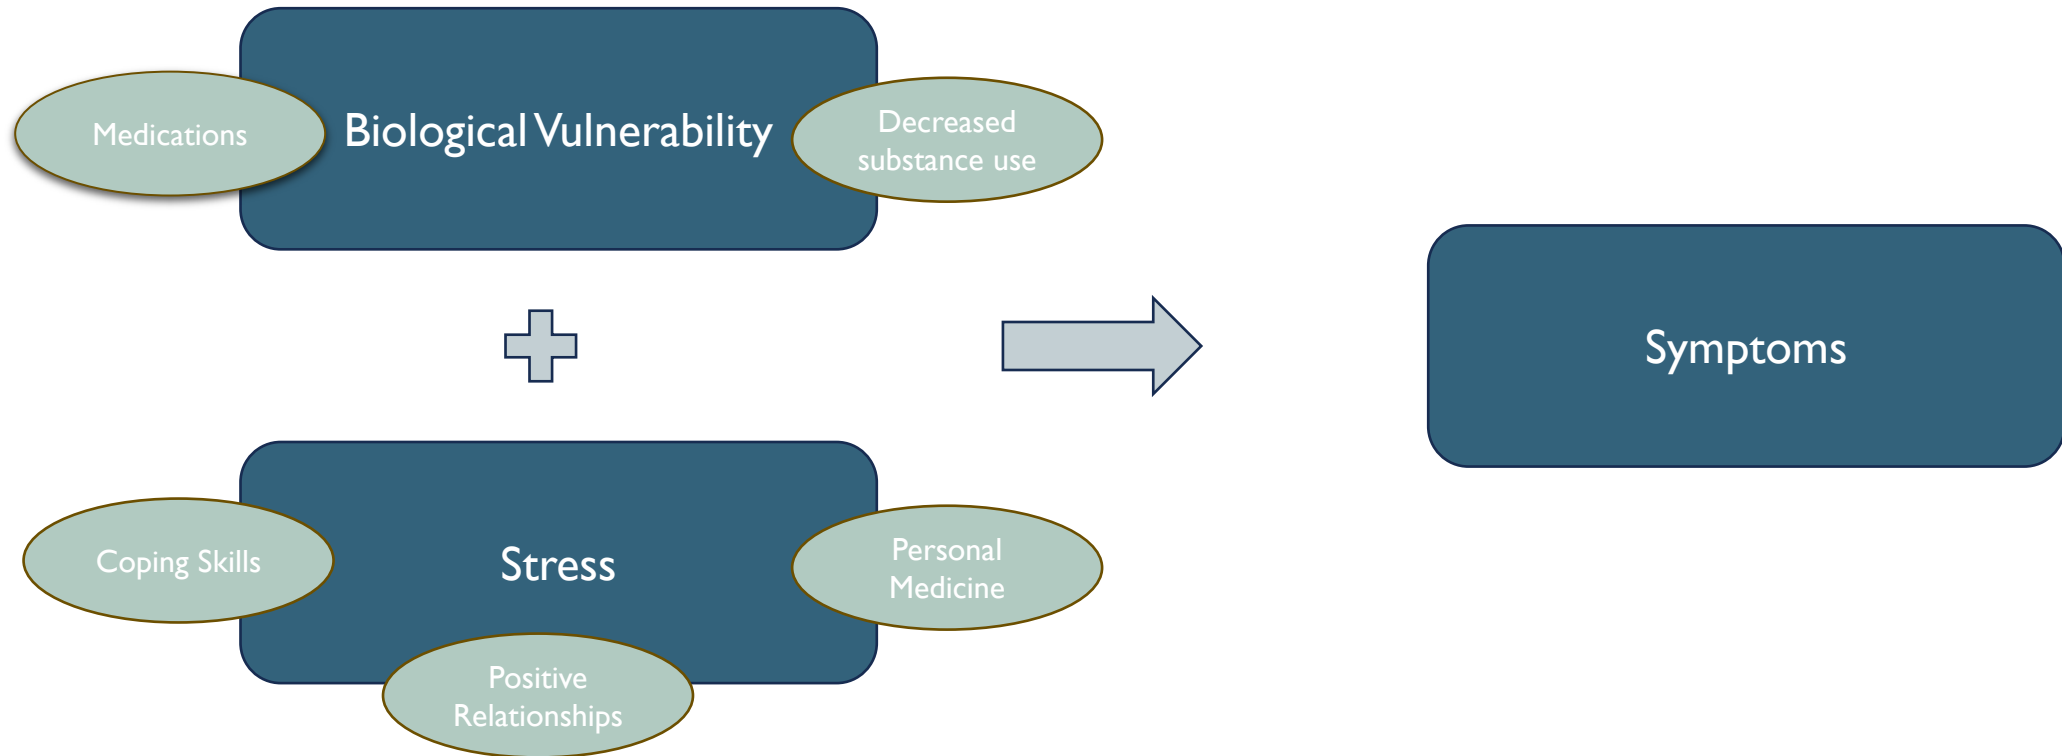 Medications
Biological Vulnerability
Decreased
substance use
Symptoms
Coping Skills
Stress
Personal
Medicine
Positive
Relationships